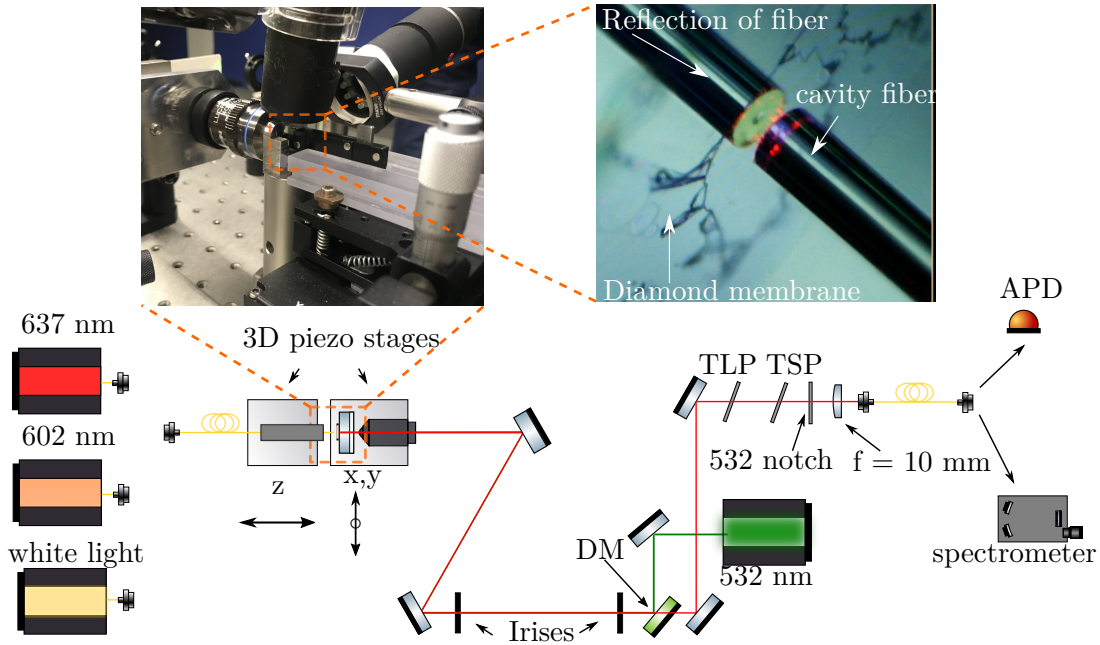 Reflection of fiber
cavity fiber
Diamond membrane
APD
637 nm
3D piezo stages
TLP TSP
602 nm
532 notch
f = 10 mm
z
x,y
white light
DM
spectrometer
532 nm
Irises